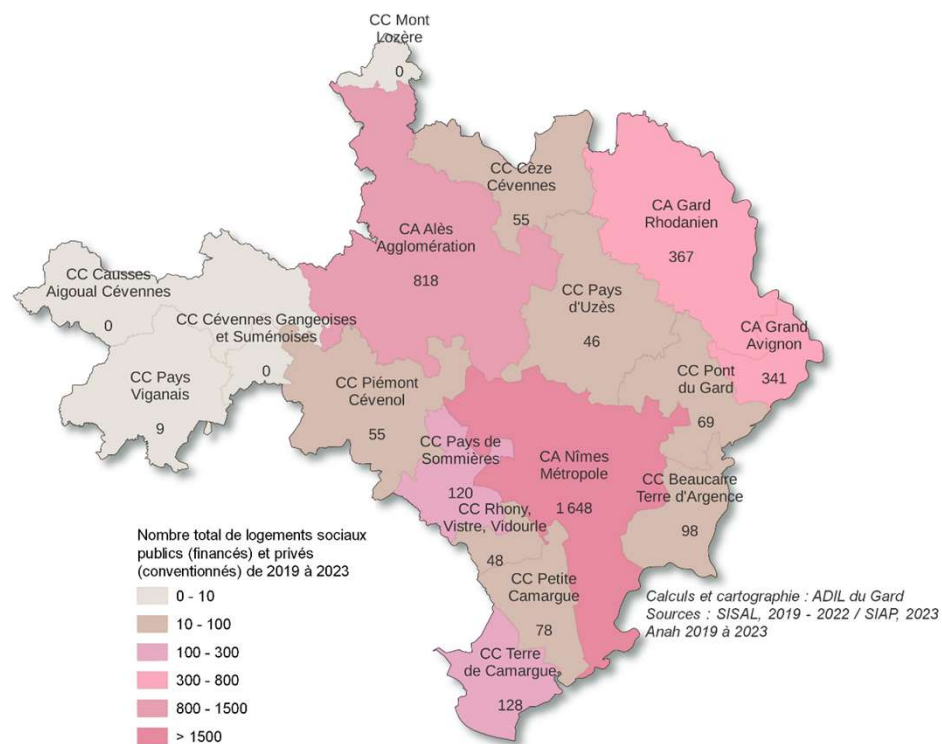 CC Mont
Lozère
0
CC Cèze
Cévennes
55
CA Gard
Rhodanien
367
CA Alès
Agglomération
818
CC Causses
Aigoual Cévennes
0
CC Pays
d'Uzès
46
CC Cévennes Gangeoises
et Suménoises
0
CA Grand
Avignon
341
CC Pays
Viganais
9
CC Piémont
Cévenol
55
CC Pont
du Gard
69
CC Pays de
Sommières
120
CA Nîmes
Métropole
1 648
CC Beaucaire
Terre d'Argence
98
CC Rhony,
Vistre, Vidourle
48
CC Petite
Camargue
78
CC Terre
de Camargue
128
Nombre total de logements sociaux
publics (financés) et privés
(conventionnés) de 2019 à 2023
0 - 10
10 - 100
100 - 300
300 - 800
800 - 1500
> 1500
Calculs et cartographie : ADIL du Gard
Sources : SISAL, 2019 - 2022 / SIAP, 2023
Anah 2019 à 2023